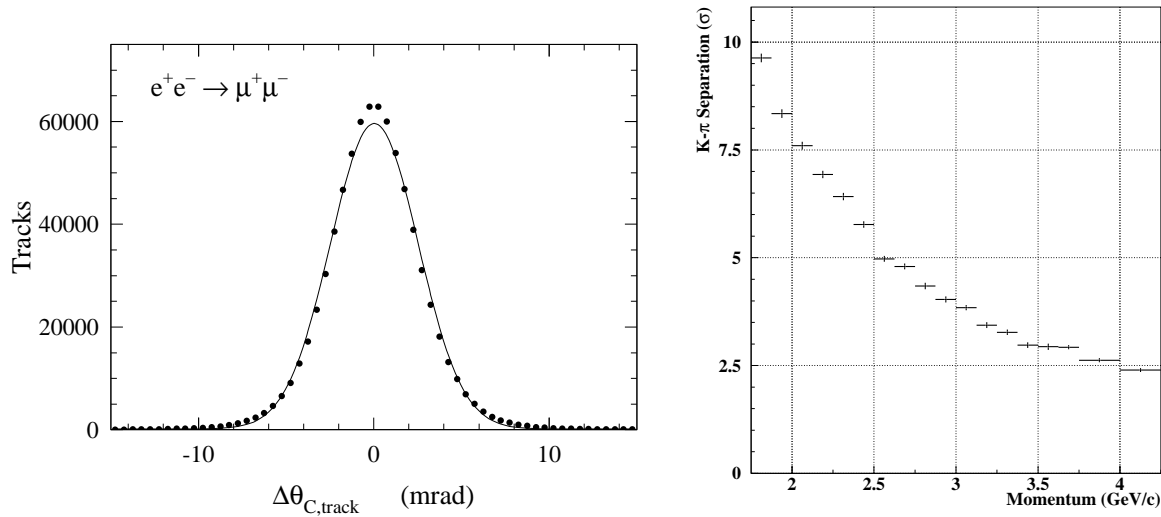 e⁺e⁻ → μ⁺μ⁻
Tracks
60000
40000
20000
0
-10 0 10
Δθ_C,track (mrad)
K-π Separation (σ)
10
7.5
5
2.5
0
2 2.5 3 3.5 4
Momentum (GeV/c)